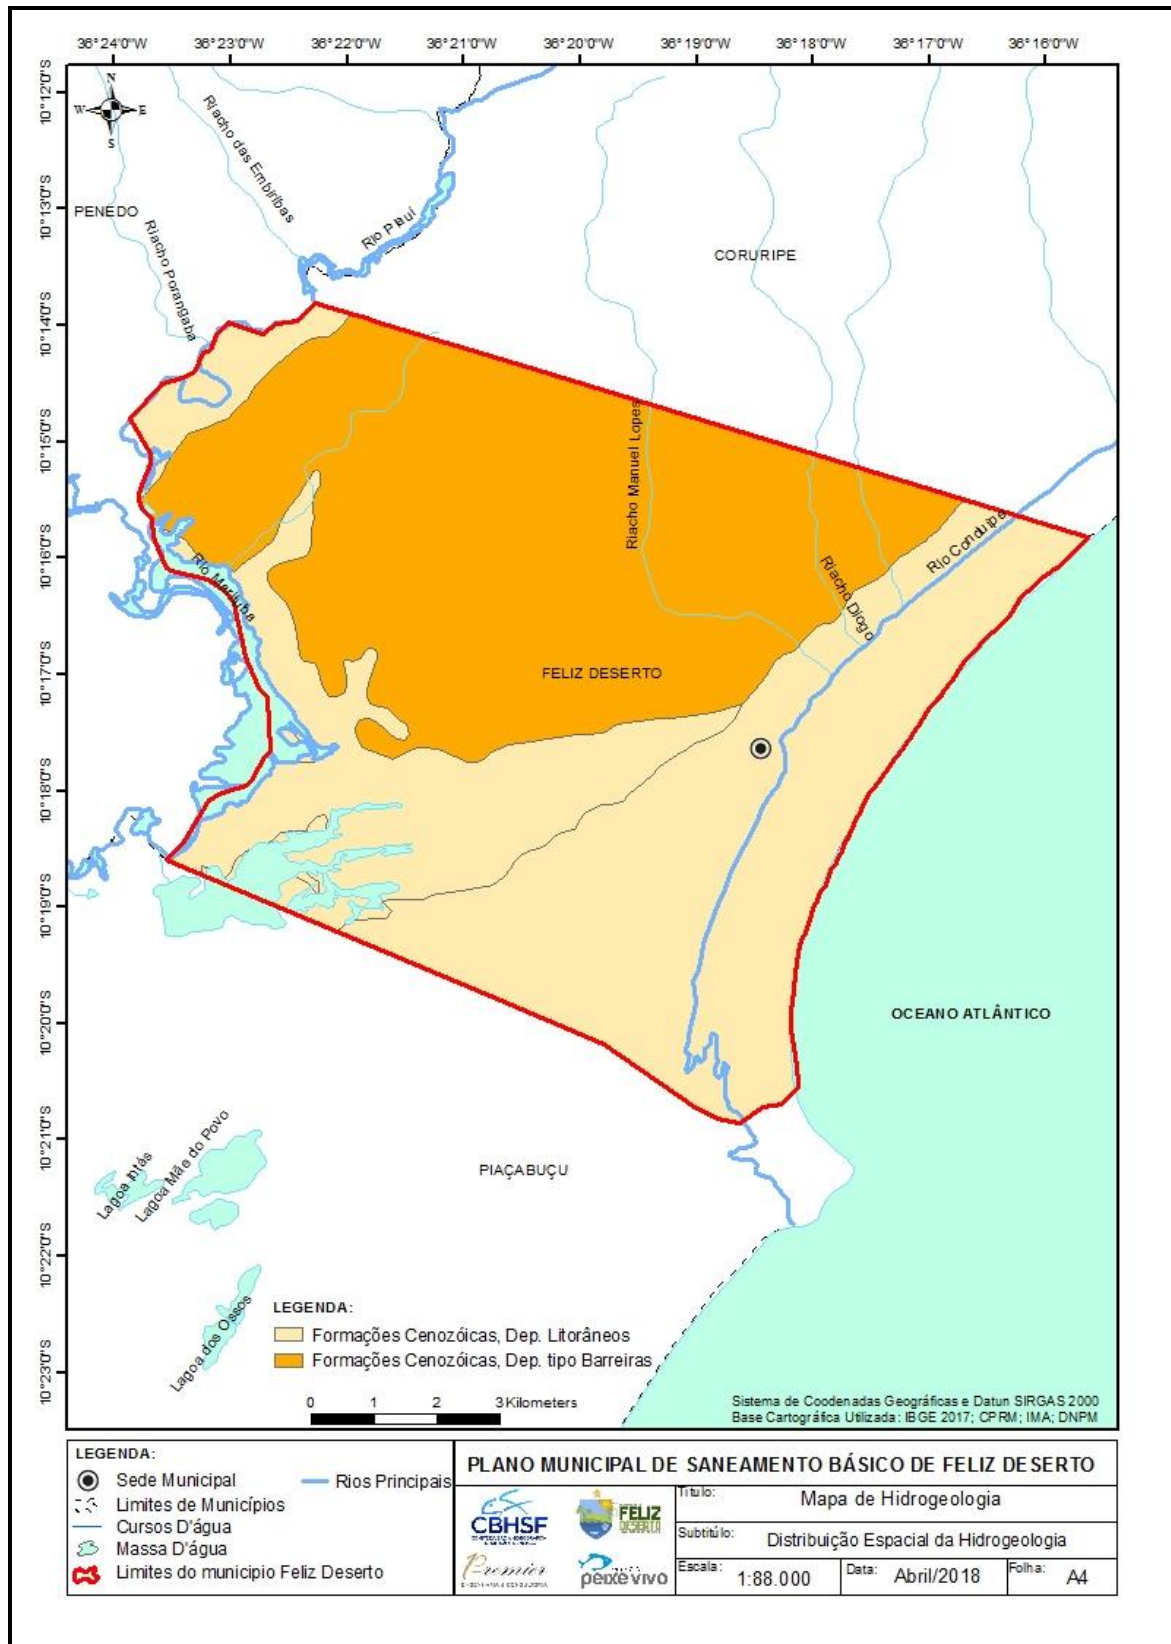 36°24'0"W 36°23'0"W 36°22'0"W 36°21'0"W 36°20'0"W 36°19'0"W 36°18'0"W 36°17'0"W 36°16'0"W
10°12'0"S
10°13'0"S
10°14'0"S
10°15'0"S
10°16'0"S
10°17'0"S
10°18'0"S
10°19'0"S
10°20'0"S
10°21'0"S
10°22'0"S
10°23'0"S
N
W E
S
Riacho das Embiribas
PENEDO
Riacho Porangaba
Rio Piauí
CORURIPE
Riacho Manuel Lopes
Rio Conduípe
Rio Marituba
Riacho Diogo
FELIZ DESERTO
OCEANO ATLÂNTICO
PIAÇABUÇU
Lagoa Intás
Lagoa Mãe do Povo
Lagoa dos Ossos
LEGENDA:
Formações Cenozóicas, Dep. Litorâneos
Formações Cenozóicas, Dep. tipo Barreiras
0 1 2 3 Kilometers
Sistema de Coodenadas Geográficas e Datun SIRGAS 2000
Base Cartográfica Utilizada: IBGE 2017; CPRM; IMA; DNPM
LEGENDA:
Sede Municipal
Rios Principais
Limites de Municípios
Cursos D'água
Massa D'água
Limites do municipio Feliz Deserto
PLANO MUNICIPAL DE SANEAMENTO BÁSICO DE FELIZ DESERTO
CBHSF
FELIZ
DESERTO
Premier
peixe vivo
Titulo: Mapa de Hidrogeologia
Subtitúlo: Distribuição Espacial da Hidrogeologia
Escala: 1:88.000
Data: Abril/2018
Folha: A4